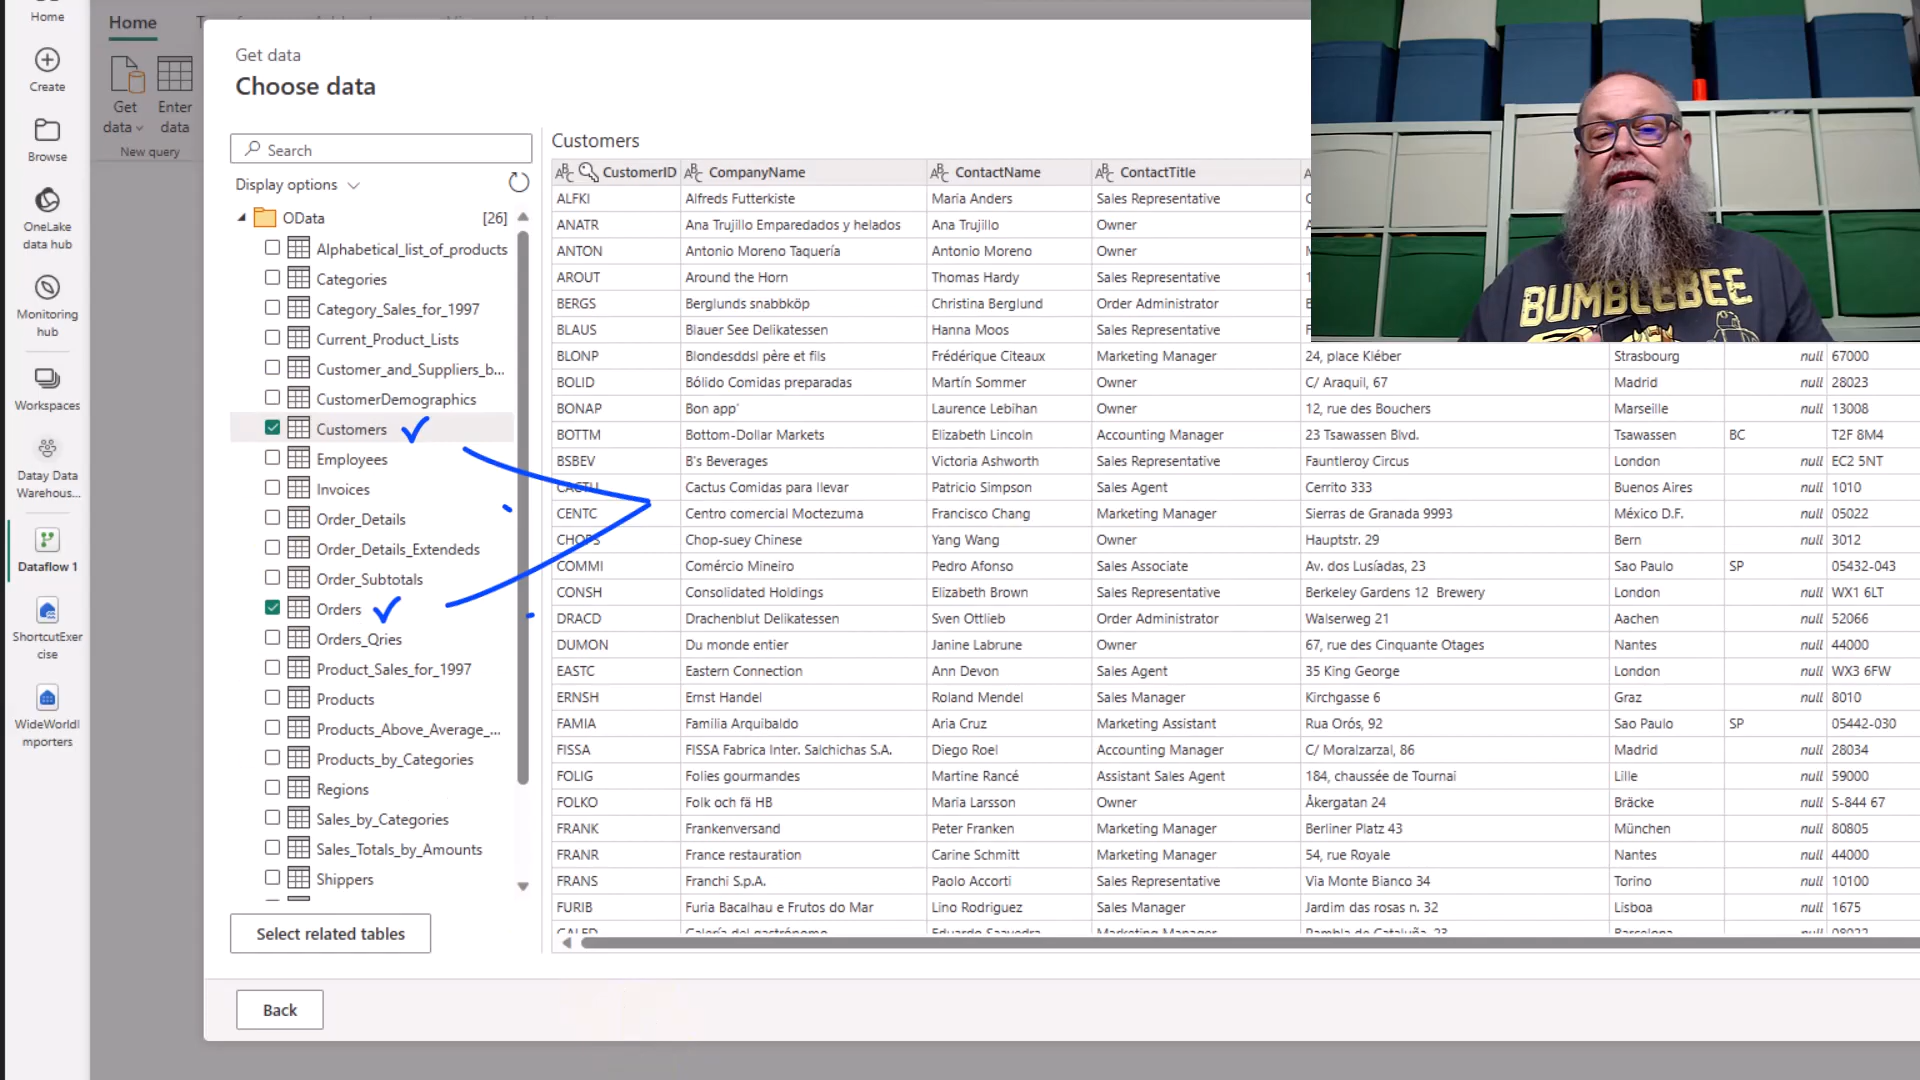 Home
Create
Browse
OneLake
data hub
Monitoring
hub
Workspaces
Datay Data
Warehous...
Dataflow 1
ShortcutExer
cise
WideWorldI
mporters
Home
Get
data
Enter
data
New query
Get data
Choose data
Search
Display options
OData [26]
Alphabetical_list_of_products
Categories
Category_Sales_for_1997
Current_Product_Lists
Customer_and_Suppliers_b...
CustomerDemographics
Customers
Employees
Invoices
Order_Details
Order_Details_Extendeds
Order_Subtotals
Orders
Orders_Qries
Product_Sales_for_1997
Products
Products_Above_Average_...
Products_by_Categories
Regions
Sales_by_Categories
Sales_Totals_by_Amounts
Shippers
Select related tables
Back
Customers
CustomerID CompanyName ContactName ContactTitle
ALFKI Alfreds Futterkiste Maria Anders Sales Representative
ANATR Ana Trujillo Emparedados y helados Ana Trujillo Owner
ANTON Antonio Moreno Taquería Antonio Moreno Owner
AROUT Around the Horn Thomas Hardy Sales Representative
BERGS Berglunds snabbköp Christina Berglund Order Administrator
BLAUS Blauer See Delikatessen Hanna Moos Sales Representative
BLONP Blondesddsl père et fils Frédérique Citeaux Marketing Manager 24, place Kléber Strasbourg null 67000
BOLID Bólido Comidas preparadas Martín Sommer Owner C/ Araquil, 67 Madrid null 28023
BONAP Bon app' Laurence Lebihan Owner 12, rue des Bouchers Marseille null 13008
BOTTM Bottom-Dollar Markets Elizabeth Lincoln Accounting Manager 23 Tsawassen Blvd. Tsawassen BC T2F 8M4
BSBEV B's Beverages Victoria Ashworth Sales Representative Fauntleroy Circus London null EC2 5NT
CACTU Cactus Comidas para llevar Patricio Simpson Sales Agent Cerrito 333 Buenos Aires null 1010
CENTC Centro comercial Moctezuma Francisco Chang Marketing Manager Sierras de Granada 9993 México D.F. null 05022
CHOPS Chop-suey Chinese Yang Wang Owner Hauptstr. 29 Bern null 3012
COMMI Comércio Mineiro Pedro Afonso Sales Associate Av. dos Lusíadas, 23 Sao Paulo SP 05432-043
CONSH Consolidated Holdings Elizabeth Brown Sales Representative Berkeley Gardens 12 Brewery London null WX1 6LT
DRACD Drachenblut Delikatessen Sven Ottlieb Order Administrator Walserweg 21 Aachen null 52066
DUMON Du monde entier Janine Labrune Owner 67, rue des Cinquante Otages Nantes null 44000
EASTC Eastern Connection Ann Devon Sales Agent 35 King George London null WX3 6FW
ERNSH Ernst Handel Roland Mendel Sales Manager Kirchgasse 6 Graz null 8010
FAMIA Familia Arquibaldo Aria Cruz Marketing Assistant Rua Orós, 92 Sao Paulo SP 05442-030
FISSA FISSA Fabrica Inter. Salchichas S.A. Diego Roel Accounting Manager C/ Moralzarzal, 86 Madrid null 28034
FOLIG Folies gourmandes Martine Rancé Assistant Sales Agent 184, chaussée de Tournai Lille null 59000
FOLKO Folk och fä HB Maria Larsson Owner Åkergatan 24 Bräcke null S-844 67
FRANK Frankenversand Peter Franken Marketing Manager Berliner Platz 43 München null 80805
FRANR France restauration Carine Schmitt Marketing Manager 54, rue Royale Nantes null 44000
FRANS Franchi S.p.A. Paolo Accorti Sales Representative Via Monte Bianco 34 Torino null 10100
FURIB Furia Bacalhau e Frutos do Mar Lino Rodriguez Sales Manager Jardim das rosas n. 32 Lisboa null 1675
BUMBLEBEE